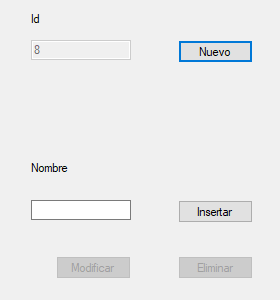 Id
8
Nuevo
Nombre
Insertar
Modificar
Eliminar